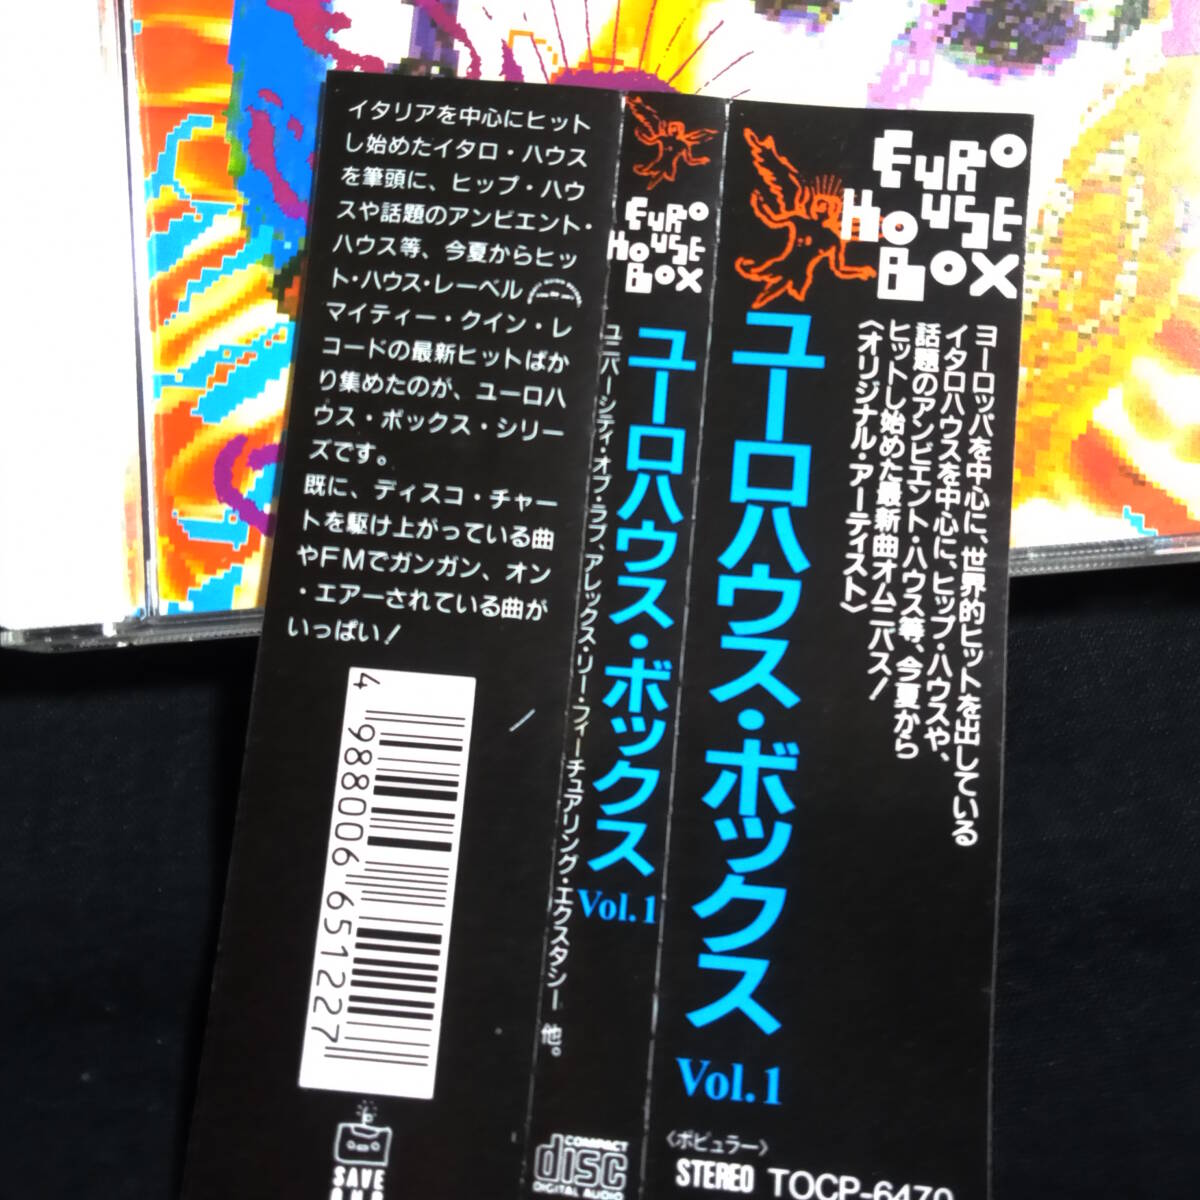 イタリアを中心にヒット
し始めたイタロ・ハウス
を筆頭に、ヒップ・ハウ
スや話題のアンビエント・
ハウス等、今夏からヒッ
ト・ハウス・レーベル
マイティー・クイン・レ
コードの最新ヒットばか
り集めたのが、ユーロハ
ウス・ボックス・シリー
ズです。
既に、ディスコ・チャー
トを駆け上がっている曲
やFMでガンガン、オン
・エアーされている曲が
いっぱい!
4 988006 651227
SAVE
EURO
HOUSE
BOX
ユーロハウス・ボックス
Vol.1
ユニバーシティ・オブ・ラブ、アレックス・リー・フィーチュアリング・エクスタシー 他。
COMPACT
disc
DIGITAL AUDIO
EURO
HOUSE
BOX
ユーロハウス・ボックス
Vol.1
ヨーロッパを中心に、世界的ヒットを出している
イタロハウスを中心に、ヒップ・ハウスや、
話題のアンビエント・ハウス等、今夏から
ヒットし始めた最新曲オムニバス!
〈オリジナル・アーティスト〉
〈ポピュラー〉
STEREO TOCP-6470